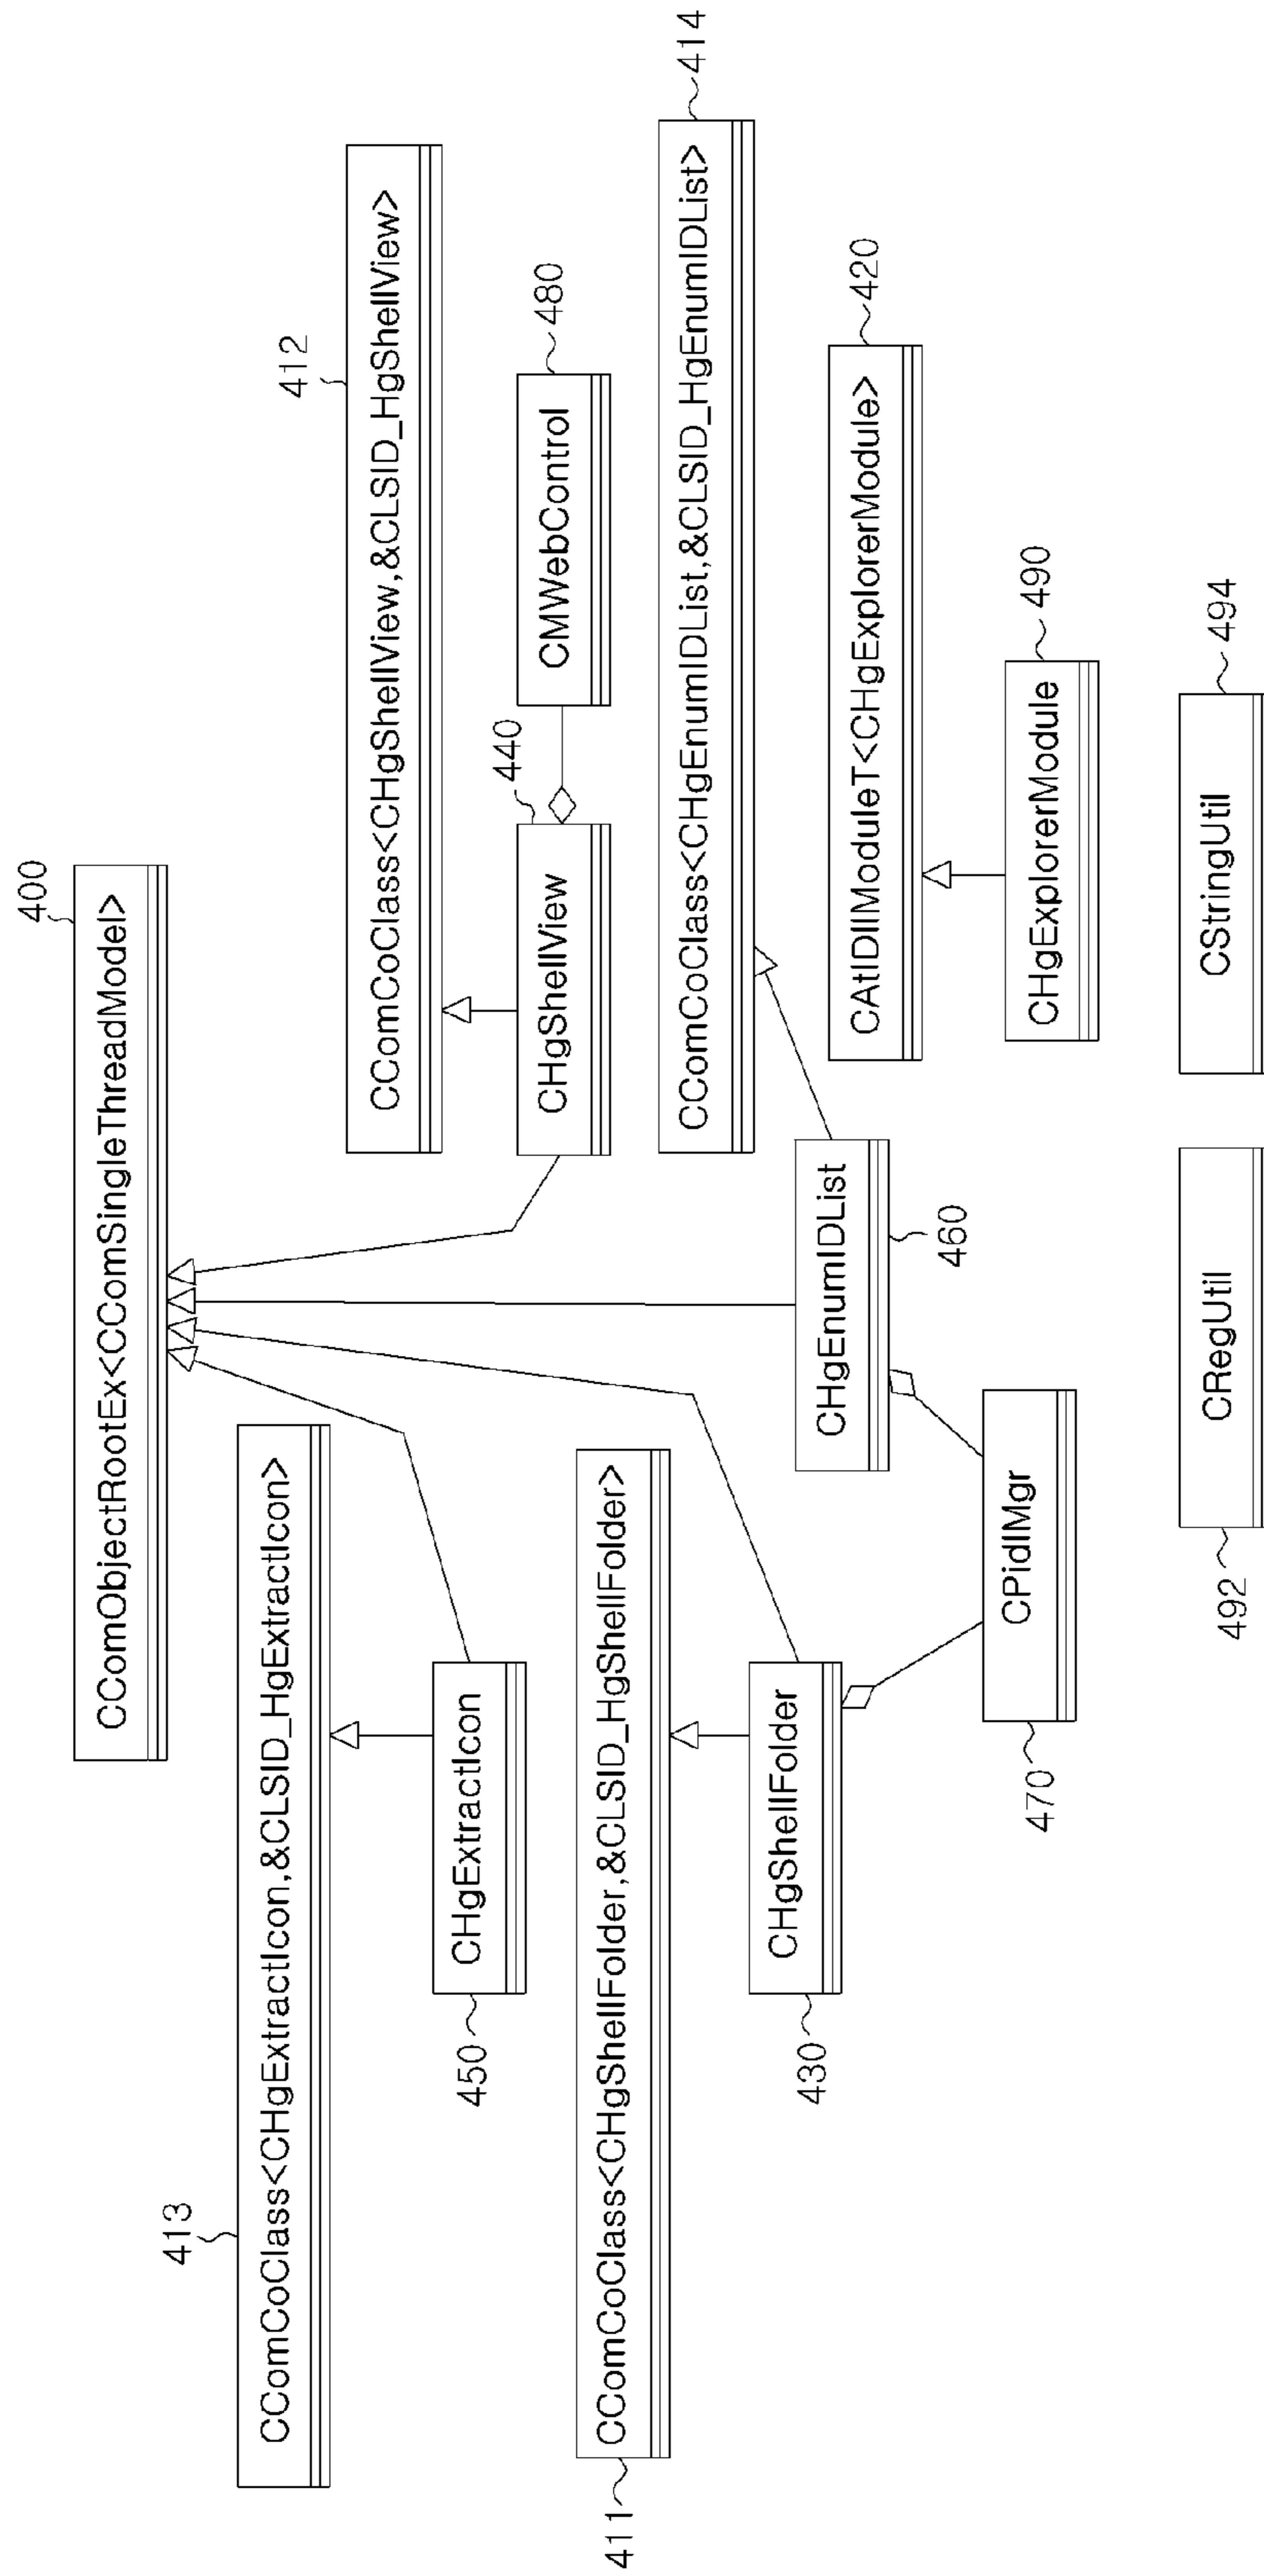 400
CComObjectRootEx<CComSingleThreadModel>
413
CComCoClass<CHgExtractIcon,&CLSID_HgExtractIcon>
412
CComCoClass<CHgShellView,&CLSID_HgShellView>
450
CHgExtractIcon
440
CHgShellView
CMWebControl
480
411
CComCoClass<CHgShellFolder,&CLSID_HgShellFolder>
CComCoClass<CHgEnumIDList,&CLSID_HgEnumIDList>
414
430
CHgShellFolder
CHgEnumIDList
460
CAtlDllModuleT<CHgExplorerModule>
420
470
CPidlMgr
CHgExplorerModule
490
492
CRegUtil
CStringUtil
494